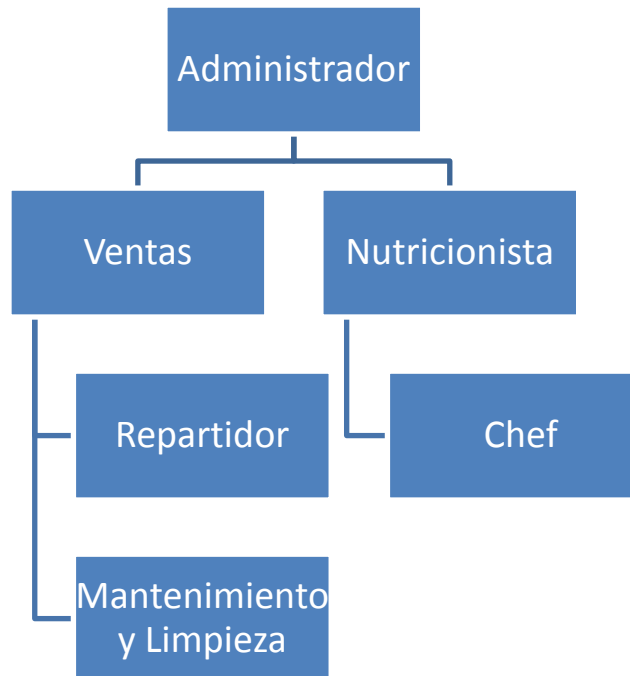 Administrador
Ventas
Nutricionista
Repartidor
Chef
Mantenimiento
y Limpieza